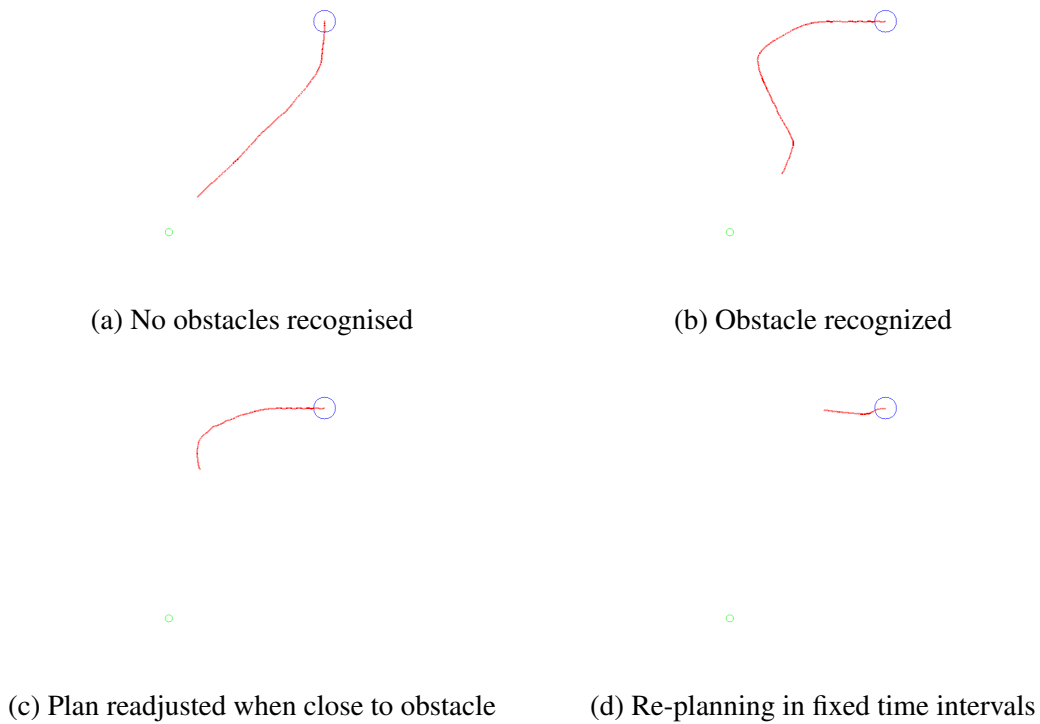 (a) No obstacles recognised
(b) Obstacle recognized
(c) Plan readjusted when close to obstacle
(d) Re-planning in fixed time intervals